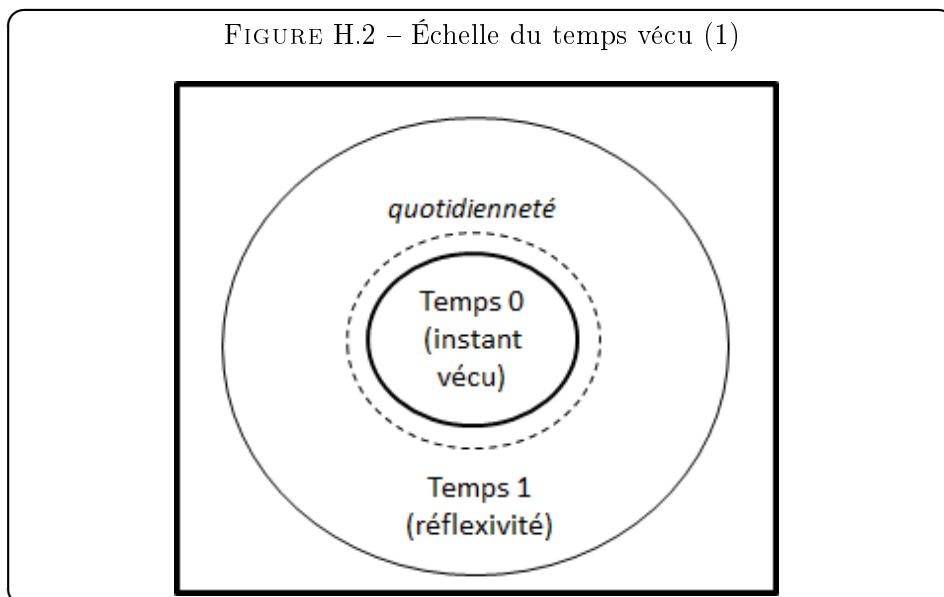 FIGURE H.2 – Échelle du temps vécu (1)
quotidienneté
Temps 0
(instant
vécu)
Temps 1
(réflexivité)